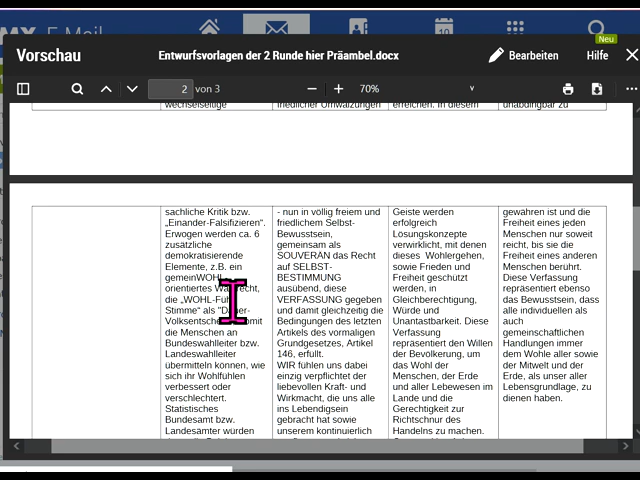 MX E-Mail
10
Neu
Vorschau
Entwurfsvorlagen der 2 Runde hier Präambel.docx
Bearbeiten
Hilfe
2 von 3
70%
wechselseitige
friedlicher Umwälzungen
erreichen. In diesem
unabdingbar zu
sachliche Kritik bzw.
„Einander-Falsifizieren“.
Erwogen werden ca. 6
zusätzliche
demokratisierende
Elemente, z.B. ein
gemeinWOHL-
orientiertes
die „WOHL-Füh
Stimme“ als
Volksentsche
die Menschen an
Bundeswahlleiter bzw.
Landeswahlleiter
übermitteln können, wie
sich ihr Wohlfühlen
verbessert oder
verschlechtert.
Statistisches
Bundesamt bzw.
Landesämter würden
- nun in völlig freiem und
friedlichem Selbst-
Bewusstsein,
gemeinsam als
SOUVERAN das Recht
auf SELBST-
BESTIMMUNG
ausübend, diese
VERFASSUNG gegeben
und damit gleichzeitig die
Bedingungen des letzten
Artikels des vormaligen
Grundgesetzes, Artikel
146, erfüllt.
WIR fühlen uns dabei
einzig verpflichtet der
liebevollen Kraft- und
Wirkmacht, die uns alle
ins Lebendigsein
gebracht hat sowie
unserem kontinuierlich
Geiste werden
erfolgreich
Lösungskonzepte
verwirklicht, mit denen
dieses Wohlergehen,
sowie Frieden und
Freiheit geschützt
werden, in
Gleichberechtigung,
Würde und
Unantastbarkeit. Diese
Verfassung
repräsentiert den Willen
der Bevölkerung, um
das Wohl der
Menschen, der Erde
und aller Lebewesen im
Lande und die
Gerechtigkeit zur
Richtschnur des
Handelns zu machen.
gewähren ist und die
Freiheit eines jeden
Menschen nur soweit
reicht, bis sie die
Freiheit eines anderen
Menschen berührt.
Diese Verfassung
repräsentiert ebenso
das Bewusstsein, dass
alle individuellen als
auch
gemeinschaftlichen
Handlungen immer
dem Wohle aller sowie
der Mitwelt und der
Erde, als unser aller
Lebensgrundlage, zu
dienen haben.